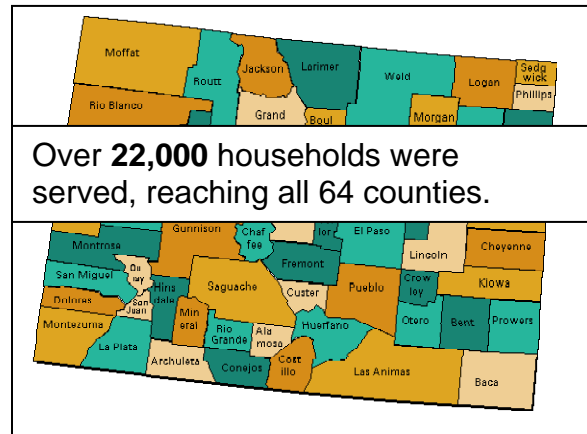 Moffat
Routt
Jackson
Larimer
Weld
Logan
Sedg
wick
Phillips
Rio Blanco
Grand
Boul
Morgan
Over 22,000 households were
served, reaching all 64 counties.
Gunnison
Chaf
fee
El Paso
Lincoln
Cheyenne
Montrose
Fremont
San Miguel
Ou
ray
Hins
dale
Saguache
Custer
Pueblo
Crow
ley
Kiowa
Dolores
San
Juan
Min
eral
Rio
Grande
Ala
mosa
Huerfano
Otero
Bent
Prowers
Montezuma
La Plata
Archuleta
Conejos
Cost
illo
Las Animas
Baca